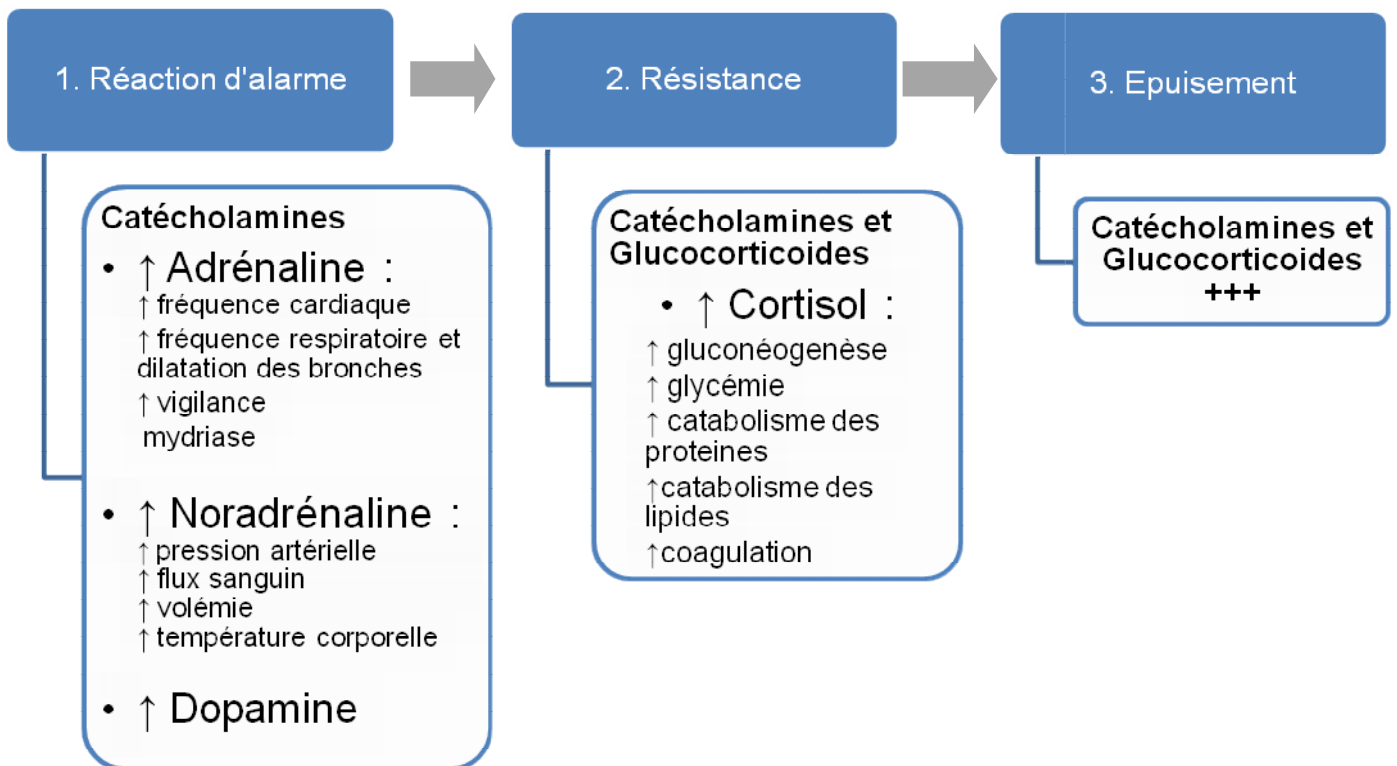 1. Réaction d'alarme
2. Résistance
3. Epuisement
Catécholamines
• ↑ Adrénaline :
↑ fréquence cardiaque
↑ fréquence respiratoire et
dilatation des bronches
↑ vigilance
mydriase
• ↑ Noradrénaline :
↑ pression artérielle
↑ flux sanguin
↑ volémie
↑ température corporelle
• ↑ Dopamine
Catécholamines et
Glucocorticoides
• ↑ Cortisol :
↑ gluconéogenèse
↑ glycémie
↑ catabolisme des
proteines
↑catabolisme des
lipides
↑coagulation
Catécholamines et
Glucocorticoides
+++